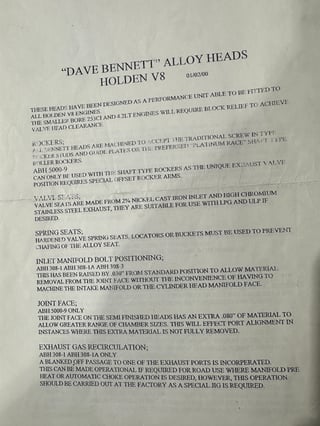 "DAVE BENNETT" ALLOY HEADS
HOLDEN V8 01/02/00
THESE HEADS HAVE BEEN DESIGNED AS A PERFORMANCE UNIT ABLE TO BE FITTED TO
ALL HOLDEN V8 ENGINES.
THE SMALLER BORE 253CI AND 4.2LT ENGINES WILL REQUIRE BLOCK RELIEF TO ACHIEVE
VALVE HEAD CLEARANCE.
ROCKERS;
ALL BENNETT HEADS ARE MACHINED TO ACCEPT THE TRADITIONAL SCREW IN TYPE
ROCKER STUDS AND GUIDE PLATES OR THE PREFERRED "PLATINUM RACE" SHAFT TYPE
ROLLER ROCKERS.
ABH 5000-9
CAN ONLY BE USED WITH THE SHAFT TYPE ROCKERS AS THE UNIQUE EXHAUST VALVE
POSITION REQUIRES SPECIAL OFFSET ROCKER ARMS.
VALVE SEATS;
VALVE SEATS ARE MADE FROM 2% NICKEL CAST IRON INLET AND HIGH CHROMIUM
STAINLESS STEEL EXHAUST, THEY ARE SUITABLE FOR USE WITH LPG AND ULP IF
DESIRED.
SPRING SEATS;
HARDENED VALVE SPRING SEATS, LOCATORS OR BUCKETS MUST BE USED TO PREVENT
CHAFING OF THE ALLOY SEAT.
INLET MANIFOLD BOLT POSITIONING;
ABH 308-1 ABH 308-1A ABH 308-3
THIS HAS BEEN RAISED BY .030" FROM STANDARD POSITION TO ALLOW MATERIAL
REMOVAL FROM THE JOINT FACE WITHOUT THE INCONVENIENCE OF HAVING TO
MACHINE THE INTAKE MANIFOLD OR THE CYLINDER HEAD MANIFOLD FACE.
JOINT FACE;
ABH 5000-9 ONLY
THE JOINT FACE ON THE SEMI FINISHED HEADS HAS AN EXTRA .080" OF MATERIAL TO
ALLOW GREATER RANGE OF CHAMBER SIZES. THIS WILL EFFECT PORT ALIGNMENT IN
INSTANCES WHERE THIS EXTRA MATERIAL IS NOT FULLY REMOVED.
EXHAUST GAS RECIRCULATION;
ABH 308-1 ABH 308-1A ONLY
A BLANKED OFF PASSAGE TO ONE OF THE EXHAUST PORTS IS INCORPERATED.
THIS CAN BE MADE OPERATIONAL IF REQUIRED FOR ROAD USE WHERE MANIFOLD PRE
HEAT OR AUTOMATIC CHOKE OPERATION IS DESIRED, HOWEVER, THIS OPERATION
SHOULD BE CARRIED OUT AT THE FACTORY AS A SPECIAL JIG IS REQUIRED.